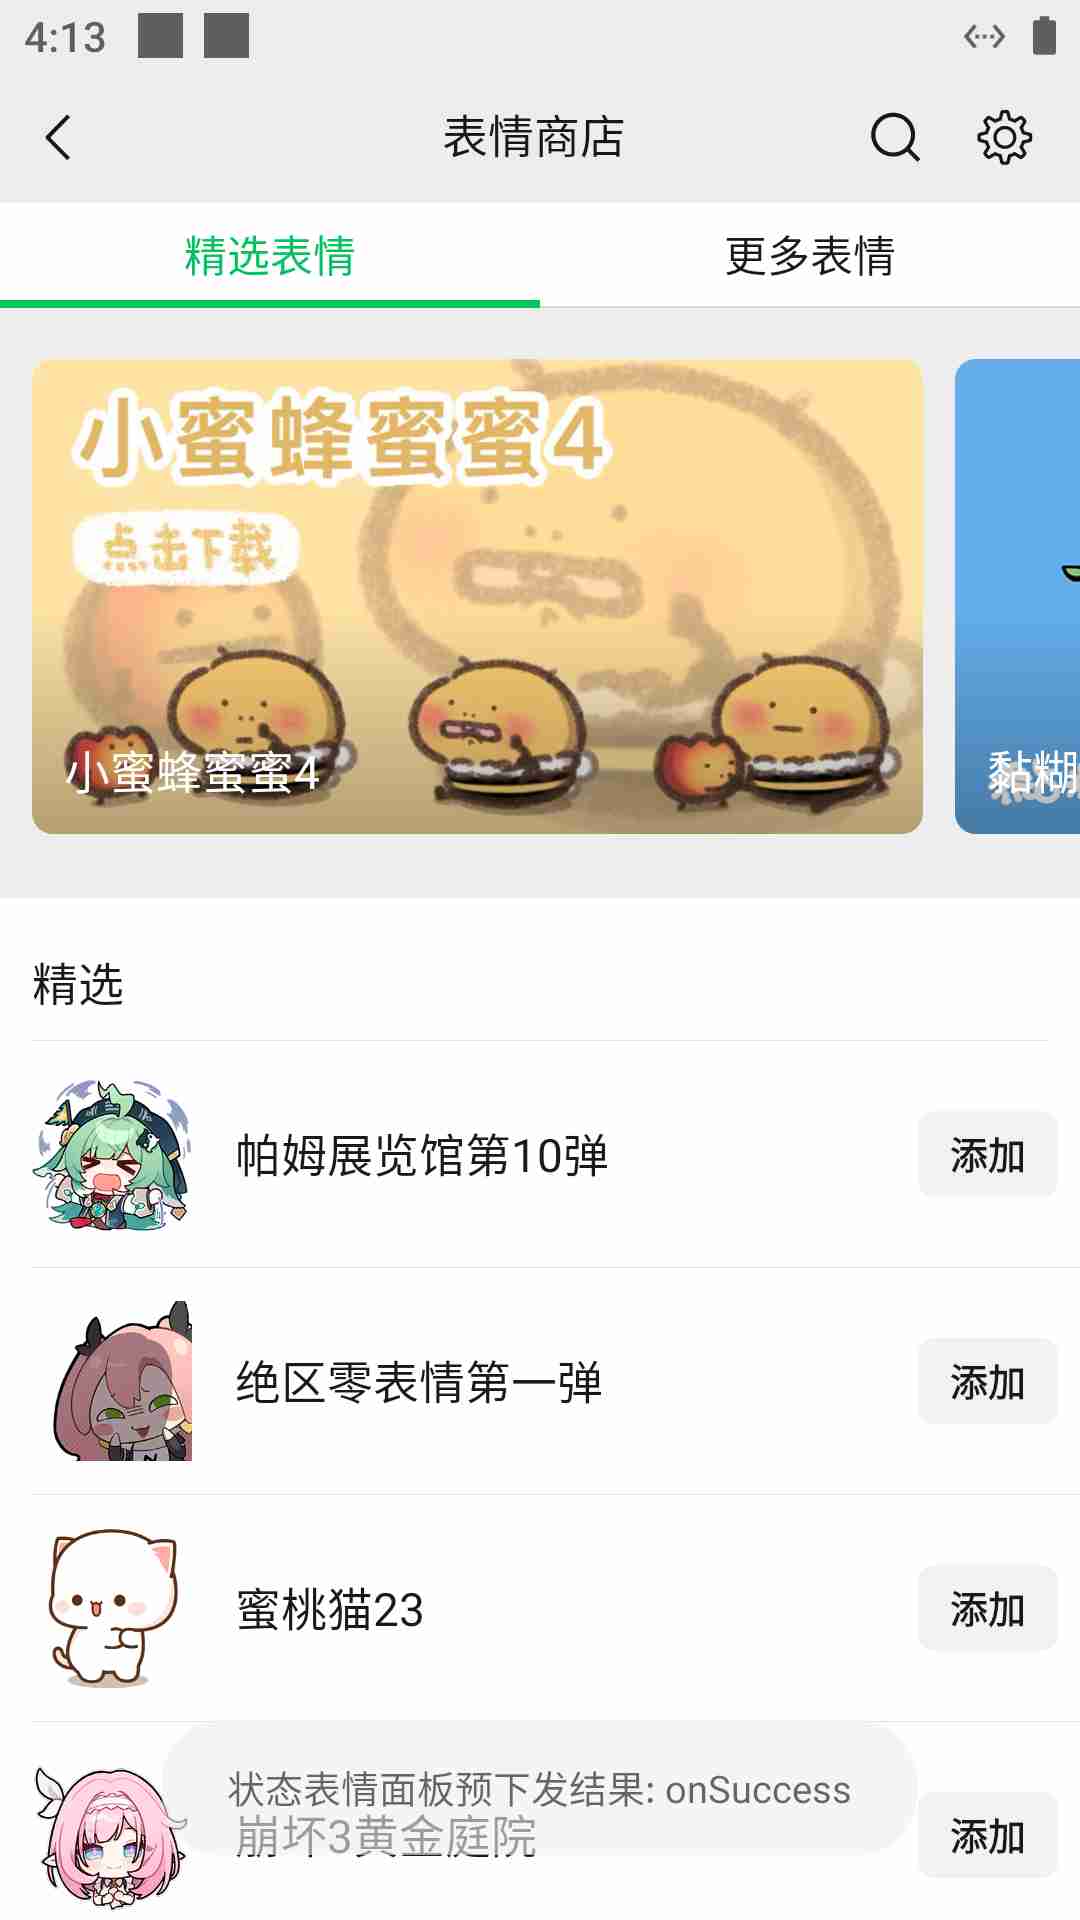 4:13
表情商店
精选表情
更多表情
小蜜蜂蜜蜜4
点击下载
小蜜蜂蜜蜜4
黏糊
精选
帕姆展览馆第10弹
添加
绝区零表情第一弹
添加
蜜桃猫23
添加
状态表情面板预下发结果: onSuccess
崩坏3黄金庭院
添加